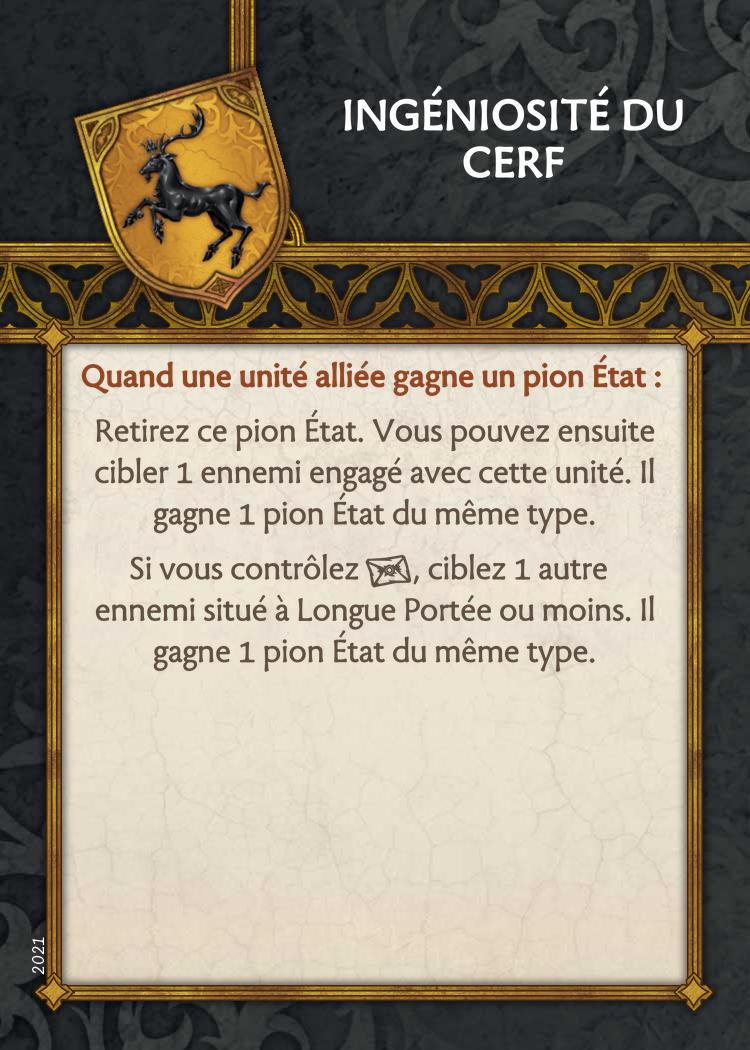 INGÉNIOSITÉ DU
CERF
Quand une unité alliée gagne un pion État :
Retirez ce pion État. Vous pouvez ensuite
cibler 1 ennemi engagé avec cette unité. Il
gagne 1 pion État du même type.
Si vous contrôlez , ciblez 1 autre
ennemi situé à Longue Portée ou moins. Il
gagne 1 pion État du même type.
2021